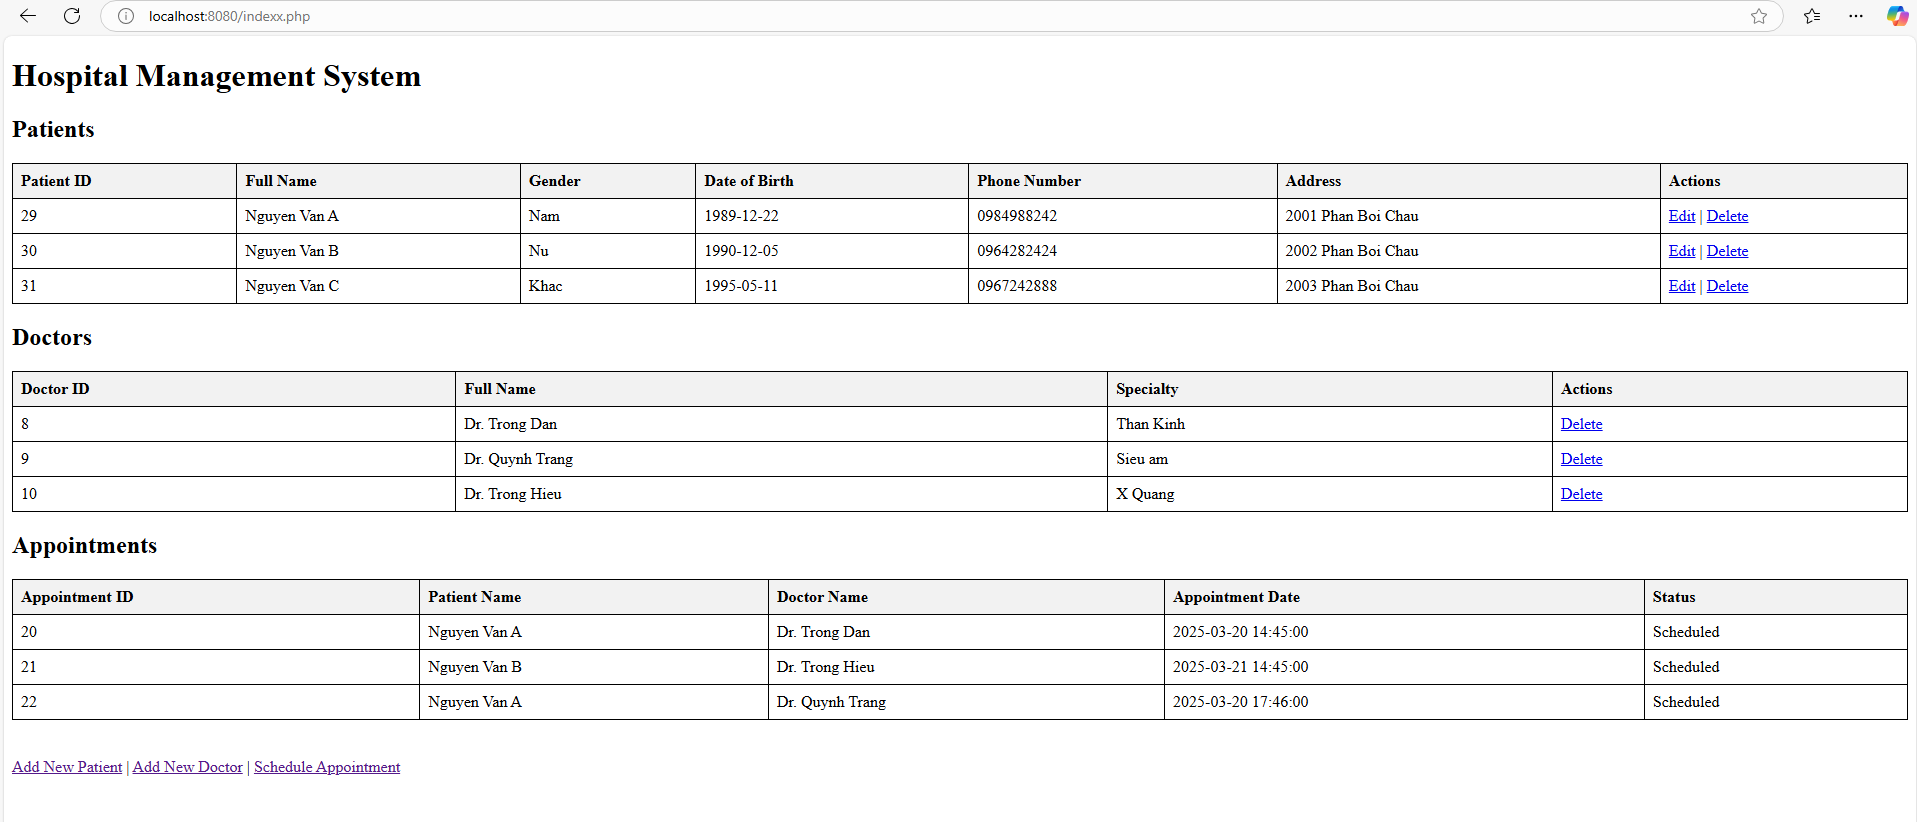 localhost:8080/indexx.php
Hospital Management System
Patients
Patient ID Full Name Gender Date of Birth Phone Number Address Actions
29 Nguyen Van A Nam 1989-12-22 0984988242 2001 Phan Boi Chau Edit | Delete
30 Nguyen Van B Nu 1990-12-05 0964282424 2002 Phan Boi Chau Edit | Delete
31 Nguyen Van C Khac 1995-05-11 0967242888 2003 Phan Boi Chau Edit | Delete
Doctors
Doctor ID Full Name Specialty Actions
8 Dr. Trong Dan Than Kinh Delete
9 Dr. Quynh Trang Sieu am Delete
10 Dr. Trong Hieu X Quang Delete
Appointments
Appointment ID Patient Name Doctor Name Appointment Date Status
20 Nguyen Van A Dr. Trong Dan 2025-03-20 14:45:00 Scheduled
21 Nguyen Van B Dr. Trong Hieu 2025-03-21 14:45:00 Scheduled
22 Nguyen Van A Dr. Quynh Trang 2025-03-20 17:46:00 Scheduled
Add New Patient | Add New Doctor | Schedule Appointment